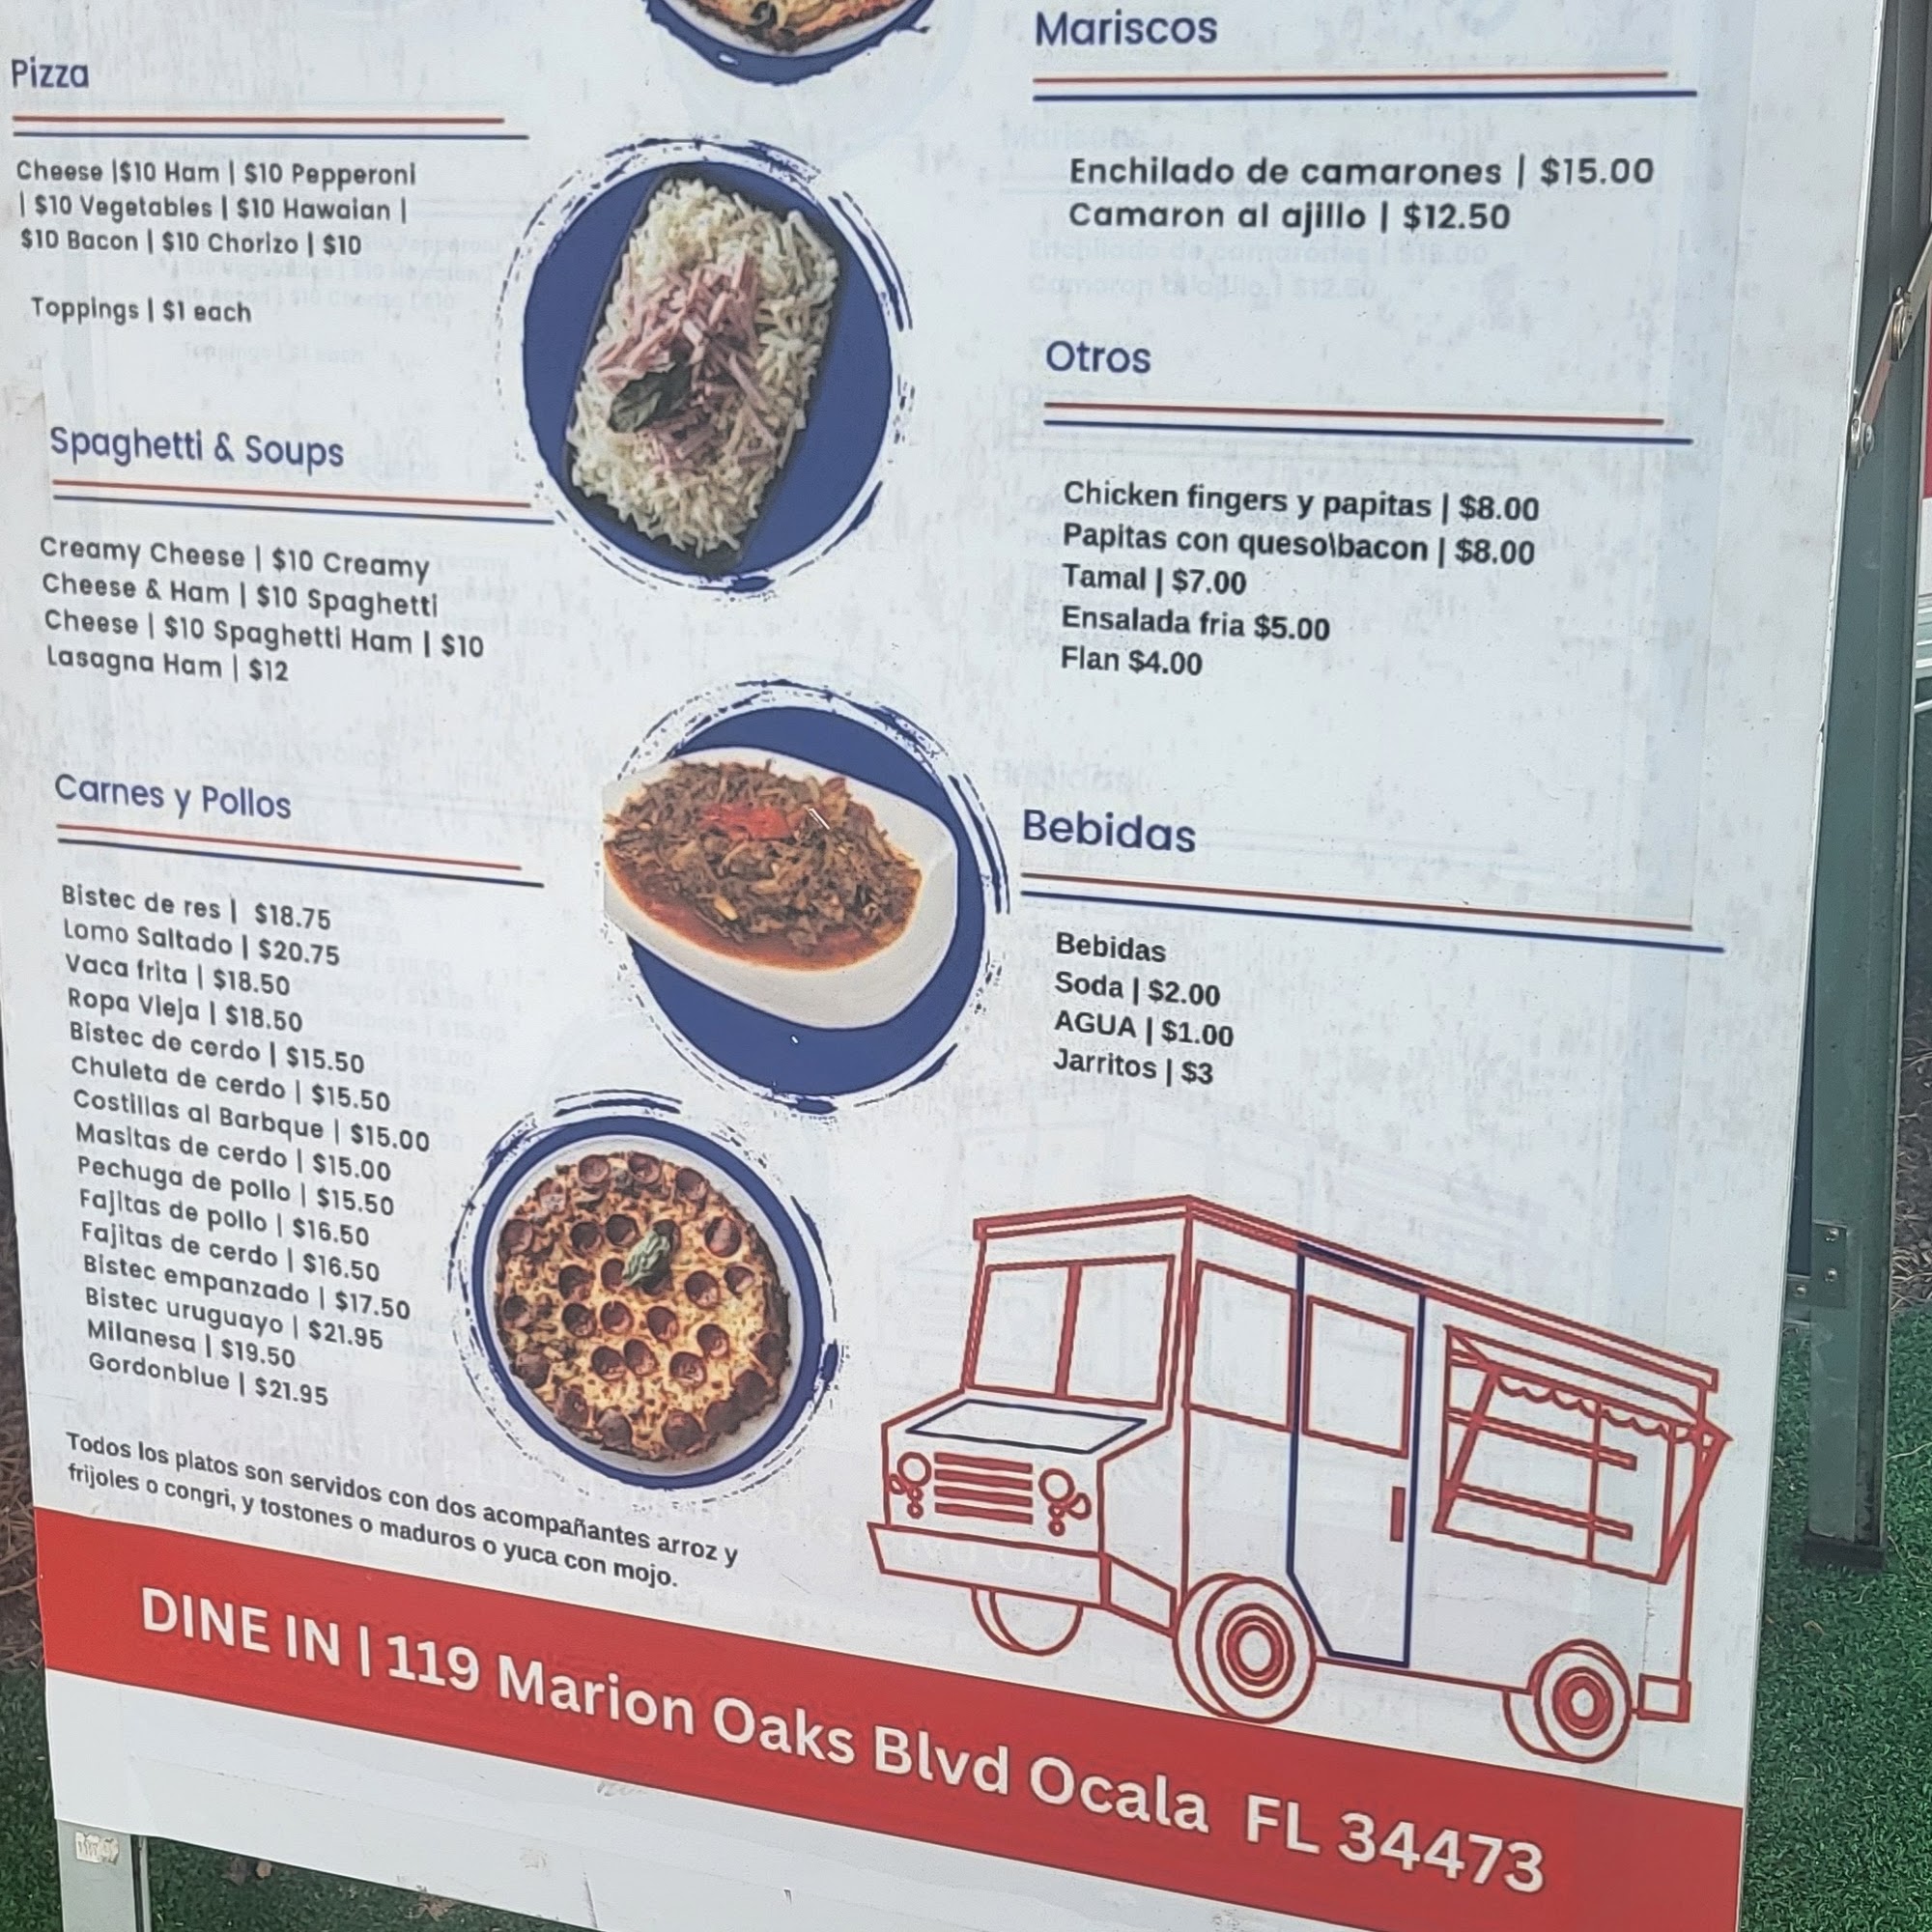 Pizza
Cheese |$10 Ham | $10 Pepperoni
| $10 Vegetables | $10 Hawaian |
$10 Bacon | $10 Chorizo | $10
Toppings | $1 each
Spaghetti & Soups
Creamy Cheese | $10 Creamy
Cheese & Ham | $10 Spaghetti
Cheese | $10 Spaghetti Ham | $10
Lasagna Ham | $12
Carnes y Pollos
Bistec de res | $18.75
Lomo Saltado | $20.75
Vaca frita | $18.50
Ropa Vieja | $18.50
Bistec de cerdo | $15.50
Chuleta de cerdo | $15.50
Costillas al Barbque | $15.00
Masitas de cerdo | $15.00
Pechuga de pollo | $15.50
Fajitas de pollo | $16.50
Fajitas de cerdo | $16.50
Bistec empanzado | $17.50
Bistec uruguayo | $21.95
Milanesa | $19.50
Gordonblue | $21.95
Todos los platos son servidos con dos acompañantes arroz y
frijoles o congri, y tostones o maduros o yuca con mojo.
Mariscos
Enchilado de camarones | $15.00
Camaron al ajillo | $12.50
Otros
Chicken fingers y papitas | $8.00
Papitas con queso\bacon | $8.00
Tamal | $7.00
Ensalada fria $5.00
Flan $4.00
Bebidas
Bebidas
Soda | $2.00
AGUA | $1.00
Jarritos | $3
DINE IN | 119 Marion Oaks Blvd Ocala FL 34473